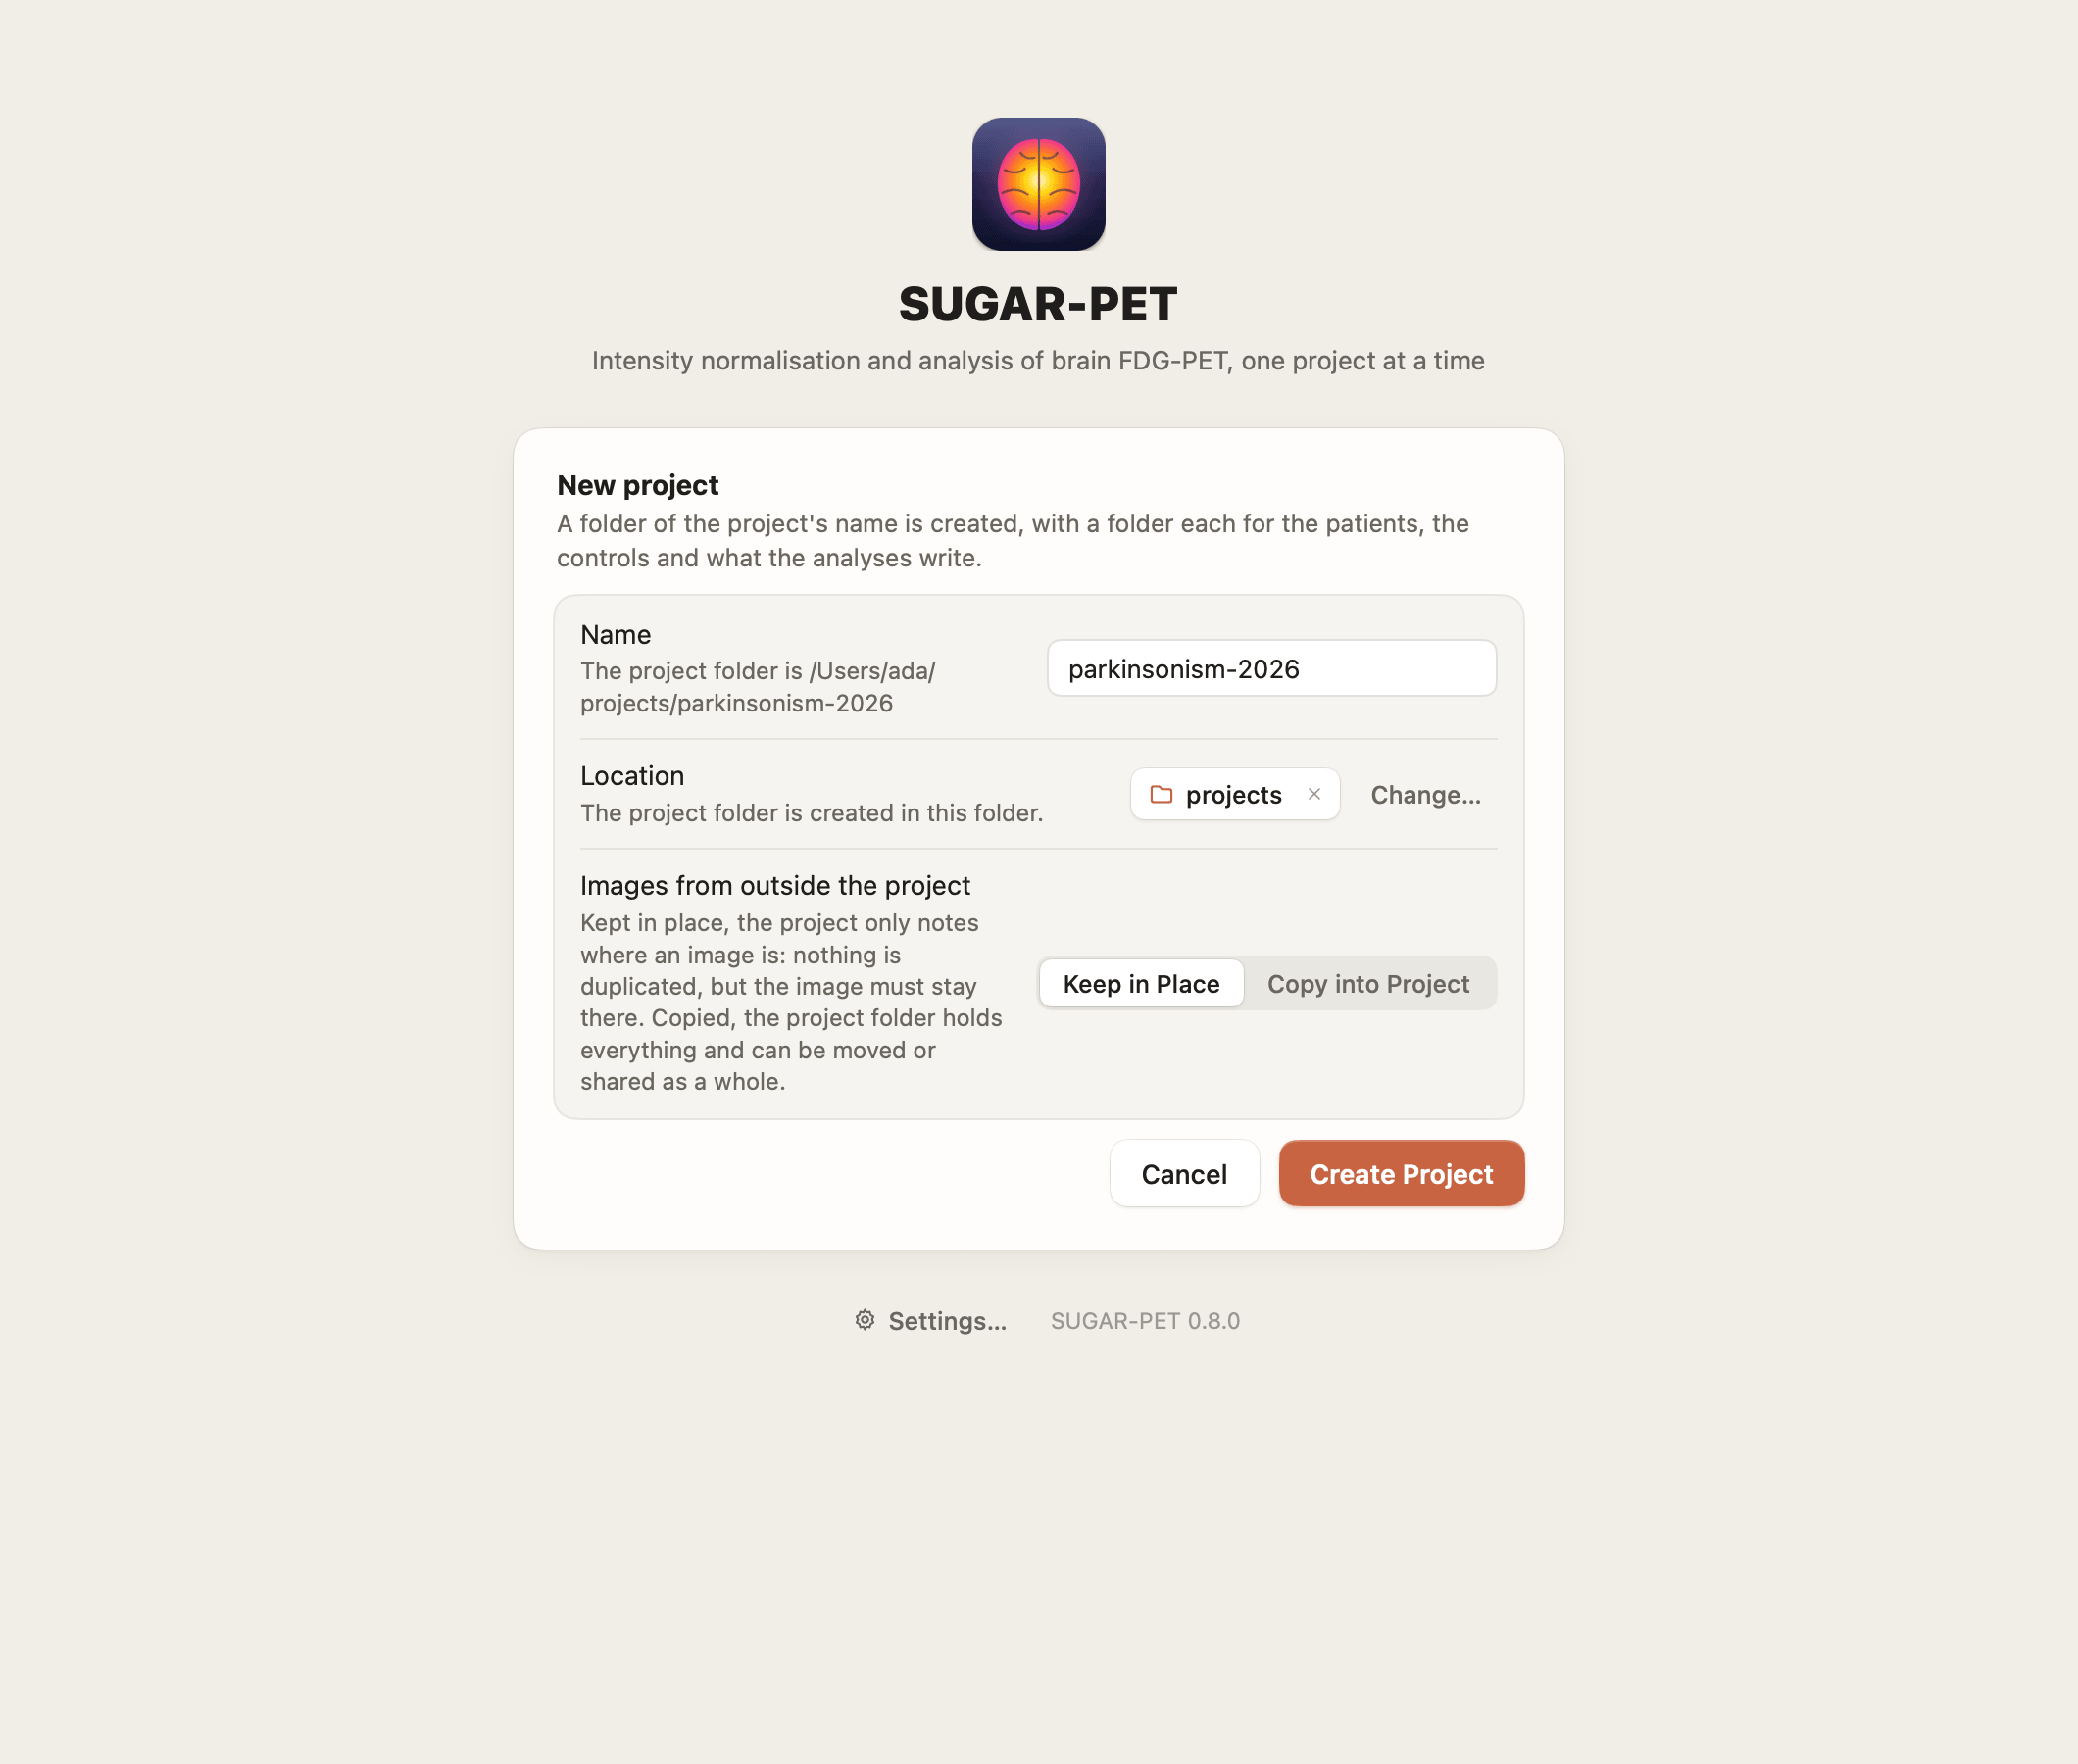 SUGAR-PET
Intensity normalisation and analysis of brain FDG-PET, one project at a time
New project
A folder of the project's name is created, with a folder each for the patients, the
controls and what the analyses write.
Name
The project folder is /Users/ada/
projects/parkinsonism-2026
parkinsonism-2026
Location
The project folder is created in this folder.
projects
Change...
Images from outside the project
Kept in place, the project only notes
where an image is: nothing is
duplicated, but the image must stay
there. Copied, the project folder holds
everything and can be moved or
shared as a whole.
Keep in Place
Copy into Project
Cancel
Create Project
Settings...
SUGAR-PET 0.8.0